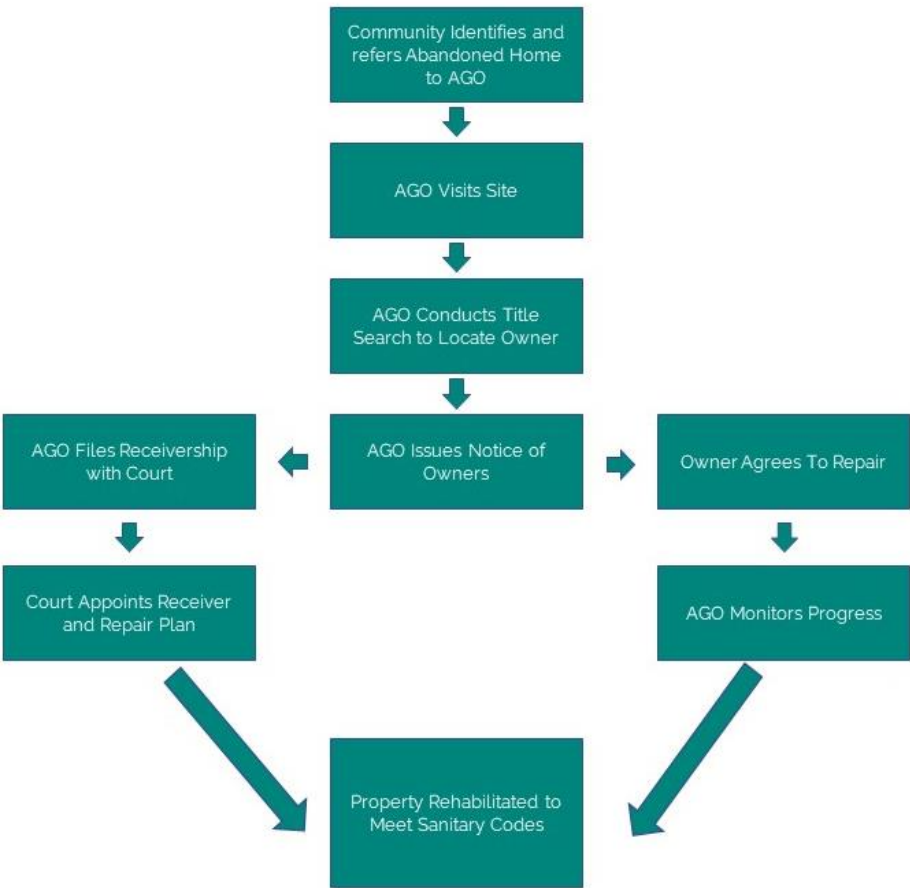 Community Identifies and
refers Abandoned Home
to AGO
AGO Visits Site
AGO Conducts Title
Search to Locate Owner
AGO Files Receivership
with Court
AGO Issues Notice of
Owners
Owner Agrees To Repair
Court Appoints Receiver
and Repair Plan
AGO Monitors Progress
Property Rehabilitated to
Meet Sanitary Codes